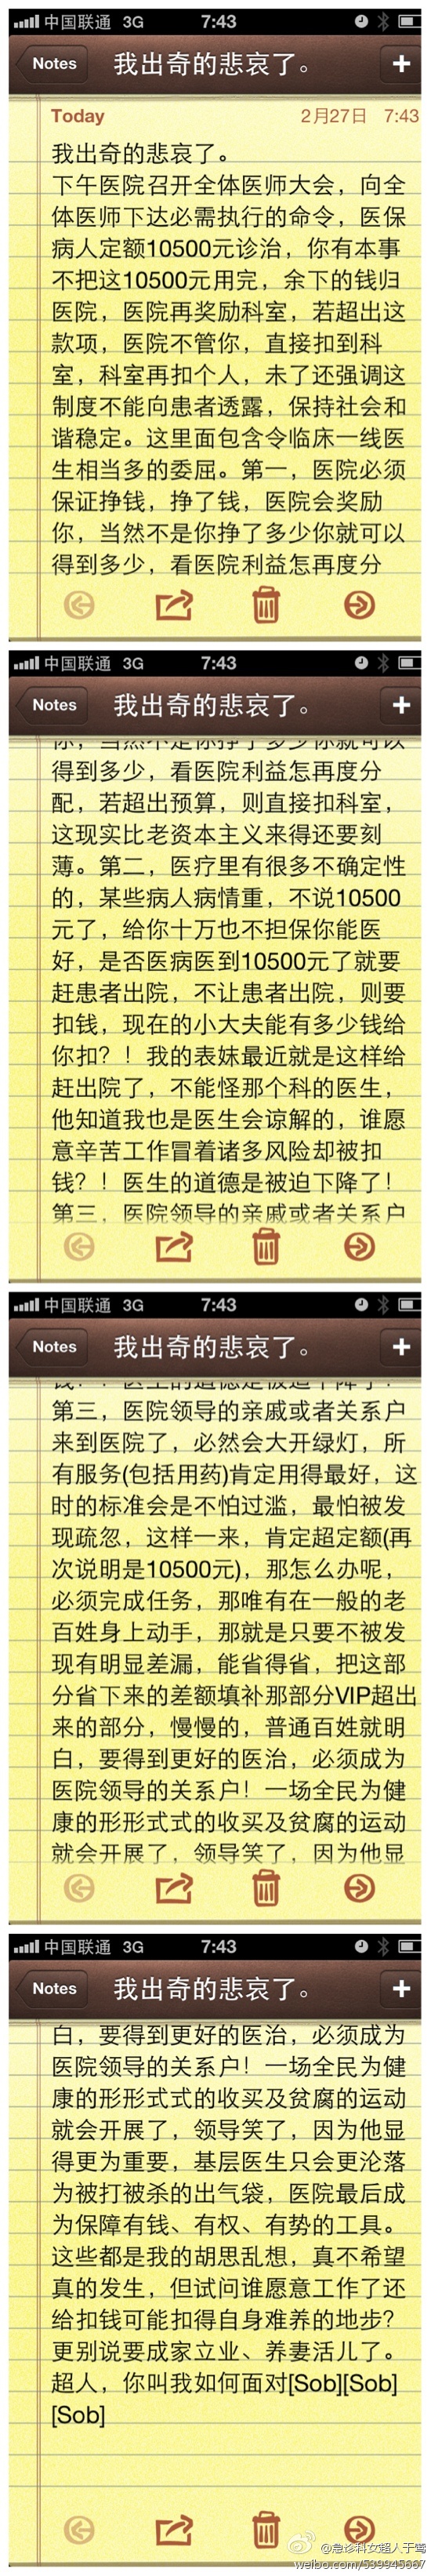 中国联通 3G 7:43
Notes 我出奇的悲哀了。 +
Today 2月27日 7:43
我出奇的悲哀了。
下午医院召开全体医师大会，向全
体医师下达必需执行的命令，医保
病人定额10500元诊治，你有本事
不把这10500元用完，余下的钱归
医院，医院再奖励科室，若超出这
款项，医院不管你，直接扣到科
室，科室再扣个人，末了还强调这
制度不能向患者透露，保持社会和
谐稳定。这里面包含令临床一线医
生相当多的委屈。第一，医院必须
保证挣钱，挣了钱，医院会奖励
你，当然不是你挣了多少你就可以
得到多少，看医院利益怎再度分
中国联通 3G 7:43
Notes 我出奇的悲哀了。 +
你，当然不是你挣了多少你就可以
得到多少，看医院利益怎再度分
配，若超出预算，则直接扣科室，
这现实比老资本主义来得还要刻
薄。第二，医疗里有很多不确定性
的，某些病人病情重，不说10500
元了，给你十万也不担保你能医
好，是否医病医到10500元了就要
赶患者出院，不让患者出院，则要
扣钱，现在的小大夫能有多少钱给
你扣？！我的表妹最近就是这样给
赶出院了，不能怪那个科的医生，
他知道我也是医生会谅解的，谁愿
意辛苦工作冒着诸多风险却被扣
钱？！医生的道德是被迫下降了！
第三，医院领导的亲戚或者关系户
中国联通 3G 7:43
Notes 我出奇的悲哀了。 +
钱？！医生的道德是被迫下降了！
第三，医院领导的亲戚或者关系户
来到医院了，必然会大开绿灯，所
有服务(包括用药)肯定用得最好，这
时的标准会是不怕过滥，最怕被发
现疏忽，这样一来，肯定超定额(再
次说明是10500元)，那怎么办呢，
必须完成任务，那唯有在一般的老
百姓身上动手，那就是只要不被发
现有明显差漏，能省得省，把这部
分省下来的差额填补那部分VIP超出
来的部分，慢慢的，普通百姓就明
白，要得到更好的医治，必须成为
医院领导的关系户！一场全民为健
康的形形式式的收买及贫腐的运动
就会开展了，领导笑了，因为他显
中国联通 3G 7:43
Notes 我出奇的悲哀了。 +
白，要得到更好的医治，必须成为
医院领导的关系户！一场全民为健
康的形形式式的收买及贫腐的运动
就会开展了，领导笑了，因为他显
得更为重要，基层医生只会更沦落
为被打被杀的出气袋，医院最后成
为保障有钱、有权、有势的工具。
这些都是我的胡思乱想，真不希望
真的发生，但试问谁愿意工作了还
给扣钱可能扣得自身难养的地步？
更别说要成家立业、养妻活儿了。
超人，你叫我如何面对[Sob][Sob]
[Sob]
@急诊科女超人于莺
weibo.com/539945667